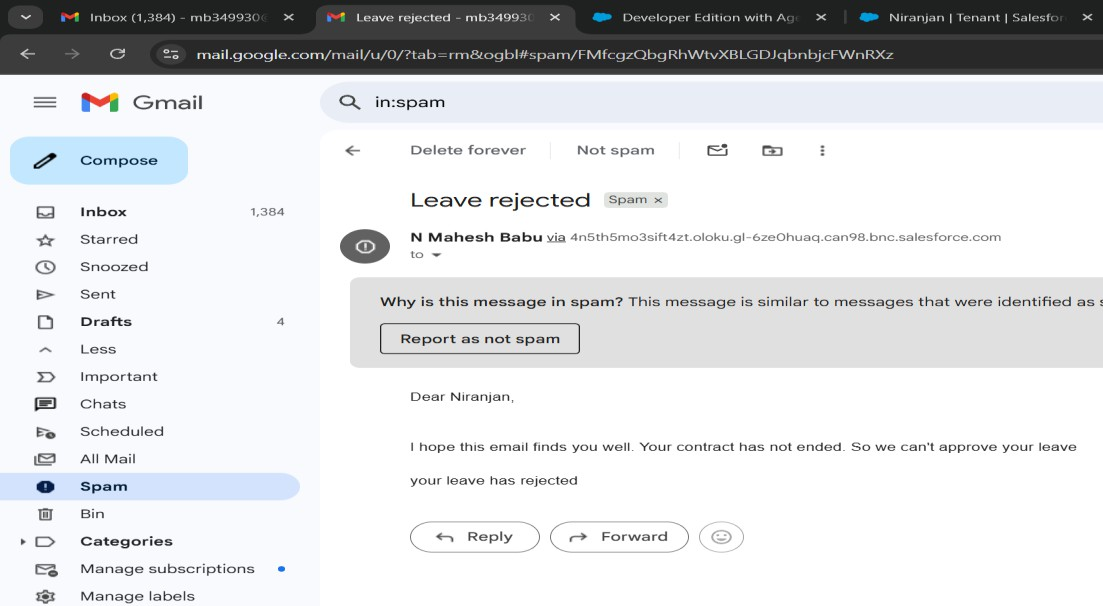 Inbox (1,384) - mb349930
Leave rejected - mb34993
Developer Edition with Age
Niranjan | Tenant | Salesfor
mail.google.com/mail/u/0/?tab=rm&ogbl#spam/FMfcgzQbgRhWtvXBLGDJqbnbjcFWnRXz
Gmail
in:spam
Compose
Delete forever
Not spam
Inbox 1,384
Starred
Snoozed
Sent
Drafts 4
Less
Important
Chats
Scheduled
All Mail
Spam
Bin
Categories
Manage subscriptions
Manage labels
Leave rejected Spam ×
N Mahesh Babu via 4n5th5mo3sift4zt.oloku.gl-6ze0huaq.can98.bnc.salesforce.com
to
Why is this message in spam? This message is similar to messages that were identified as s
Report as not spam
Dear Niranjan,
I hope this email finds you well. Your contract has not ended. So we can't approve your leave
your leave has rejected
Reply
Forward